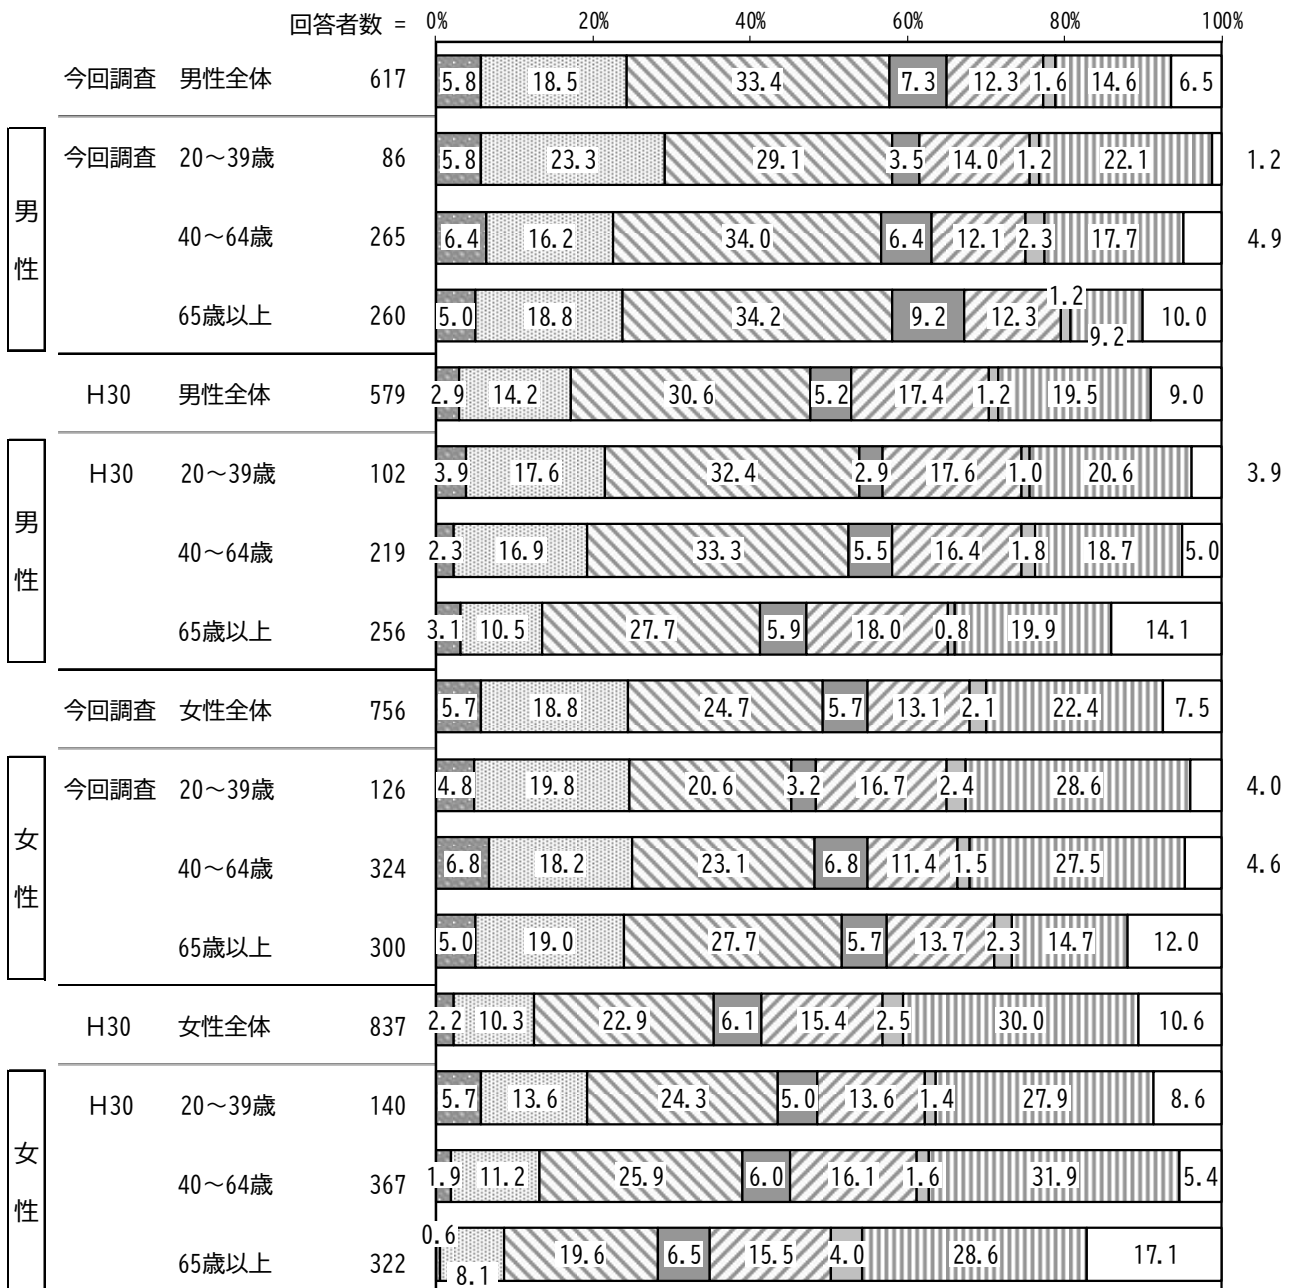 回答者数 = 0% 20% 40% 60% 80% 100%
今回調査 男性全体 617 5.8 18.5 33.4 7.3 12.3 1.6 14.6 6.5
男性
今回調査 20～39歳 86 5.8 23.3 29.1 3.5 14.0 1.2 22.1 1.2
40～64歳 265 6.4 16.2 34.0 6.4 12.1 2.3 17.7 4.9
65歳以上 260 5.0 18.8 34.2 9.2 12.3 1.2 9.2 10.0
H30 男性全体 579 2.9 14.2 30.6 5.2 17.4 1.2 19.5 9.0
男性
H30 20～39歳 102 3.9 17.6 32.4 2.9 17.6 1.0 20.6 3.9
40～64歳 219 2.3 16.9 33.3 5.5 16.4 1.8 18.7 5.0
65歳以上 256 3.1 10.5 27.7 5.9 18.0 0.8 19.9 14.1
今回調査 女性全体 756 5.7 18.8 24.7 5.7 13.1 2.1 22.4 7.5
女性
今回調査 20～39歳 126 4.8 19.8 20.6 3.2 16.7 2.4 28.6 4.0
40～64歳 324 6.8 18.2 23.1 6.8 11.4 1.5 27.5 4.6
65歳以上 300 5.0 19.0 27.7 5.7 13.7 2.3 14.7 12.0
H30 女性全体 837 2.2 10.3 22.9 6.1 15.4 2.5 30.0 10.6
女性
H30 20～39歳 140 5.7 13.6 24.3 5.0 13.6 1.4 27.9 8.6
40～64歳 367 1.9 11.2 25.9 6.0 16.1 1.6 31.9 5.4
65歳以上 322 0.6 8.1 19.6 6.5 15.5 4.0 28.6 17.1